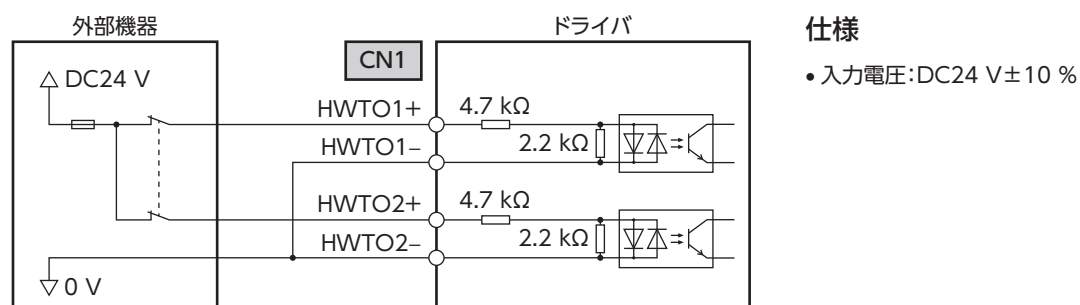 外部機器
ドライバ
仕様
CN1
DC24 V
• 入力電圧:DC24 V±10 %
HWTO1+
4.7 kΩ
HWTO1−
2.2 kΩ
HWTO2+
4.7 kΩ
HWTO2−
2.2 kΩ
0 V